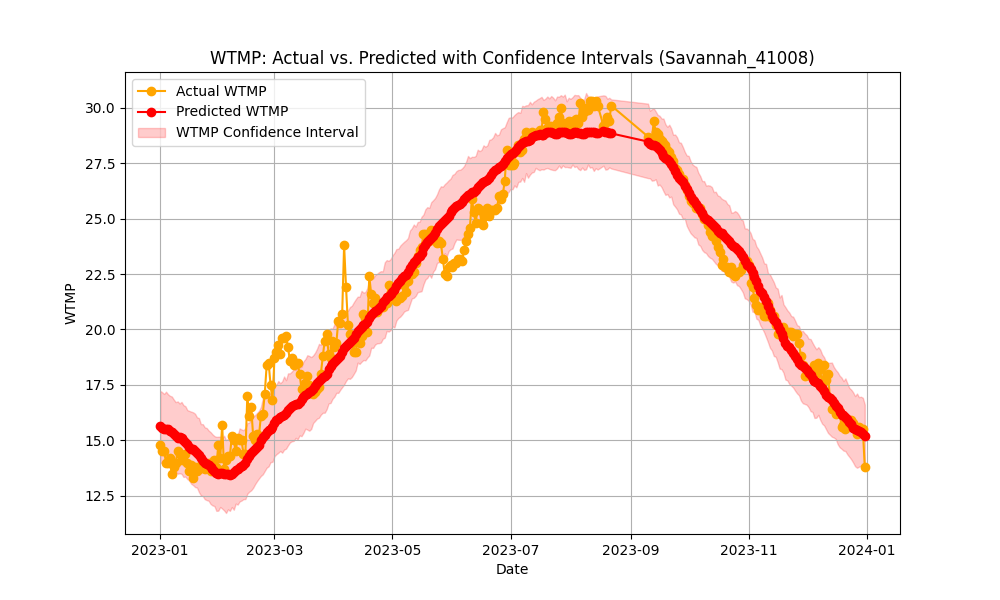 WTMP: Actual vs. Predicted with Confidence Intervals (Savannah_41008)
Actual WTMP
Predicted WTMP
WTMP Confidence Interval
WTMP
30.0
27.5
25.0
22.5
20.0
17.5
15.0
12.5
2023-01 2023-03 2023-05 2023-07 2023-09 2023-11 2024-01
Date